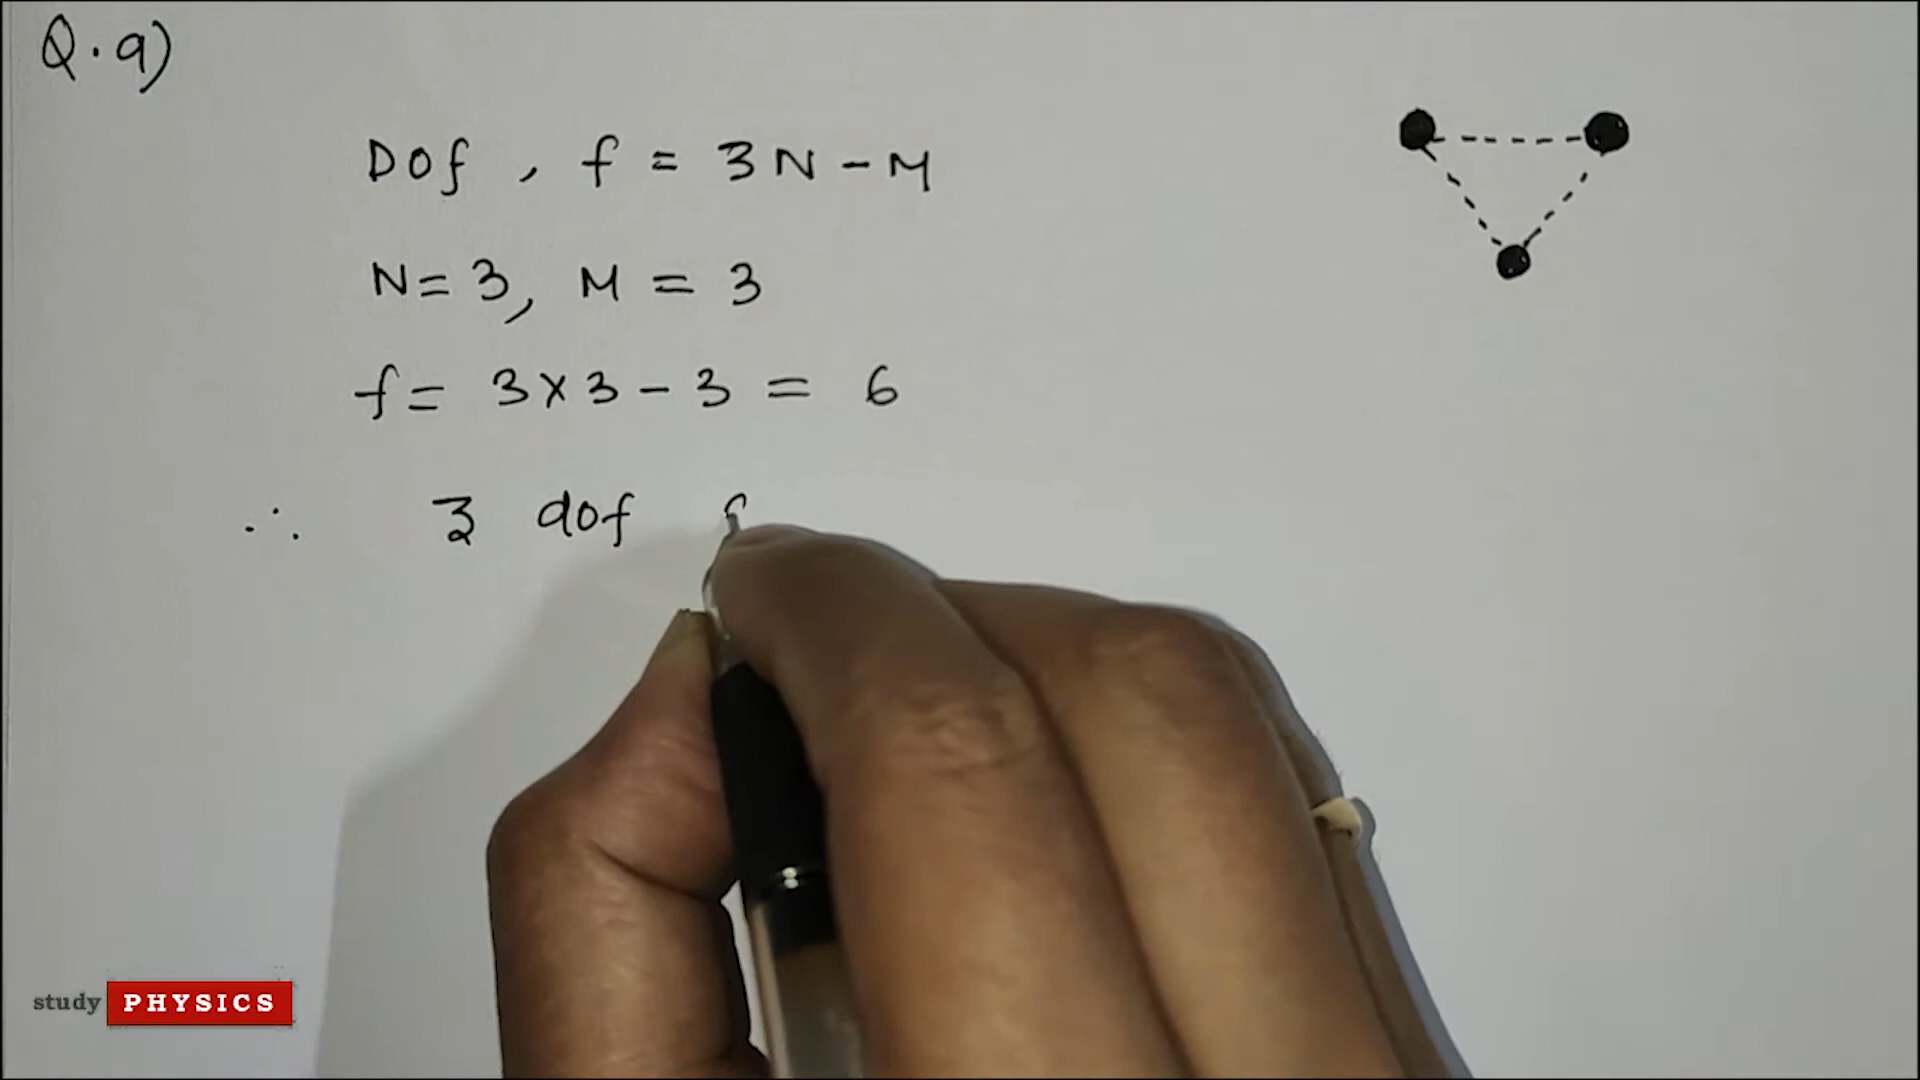 Q. 9)
Dof, f = 3N - M
N = 3, M = 3
f = 3 × 3 - 3 = 6
∴ 3 dof
study PHYSICS